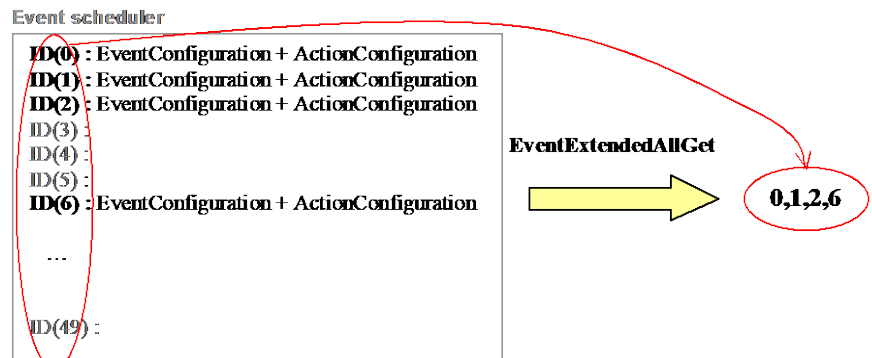 Event scheduler
ID(0) : EventConfiguration + ActionConfiguration
ID(1) : EventConfiguration + ActionConfiguration
ID(2) : EventConfiguration + ActionConfiguration
ID(3) :
ID(4) :
ID(5) :
ID(6) : EventConfiguration + ActionConfiguration
...
ID(49) :
EventExtendedAllGet
0,1,2,6